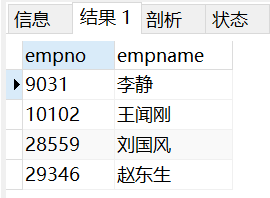 信息 结果 1 剖析 状态
empno empname
9031 李静
10102 王闻刚
28559 刘国风
29346 赵东生